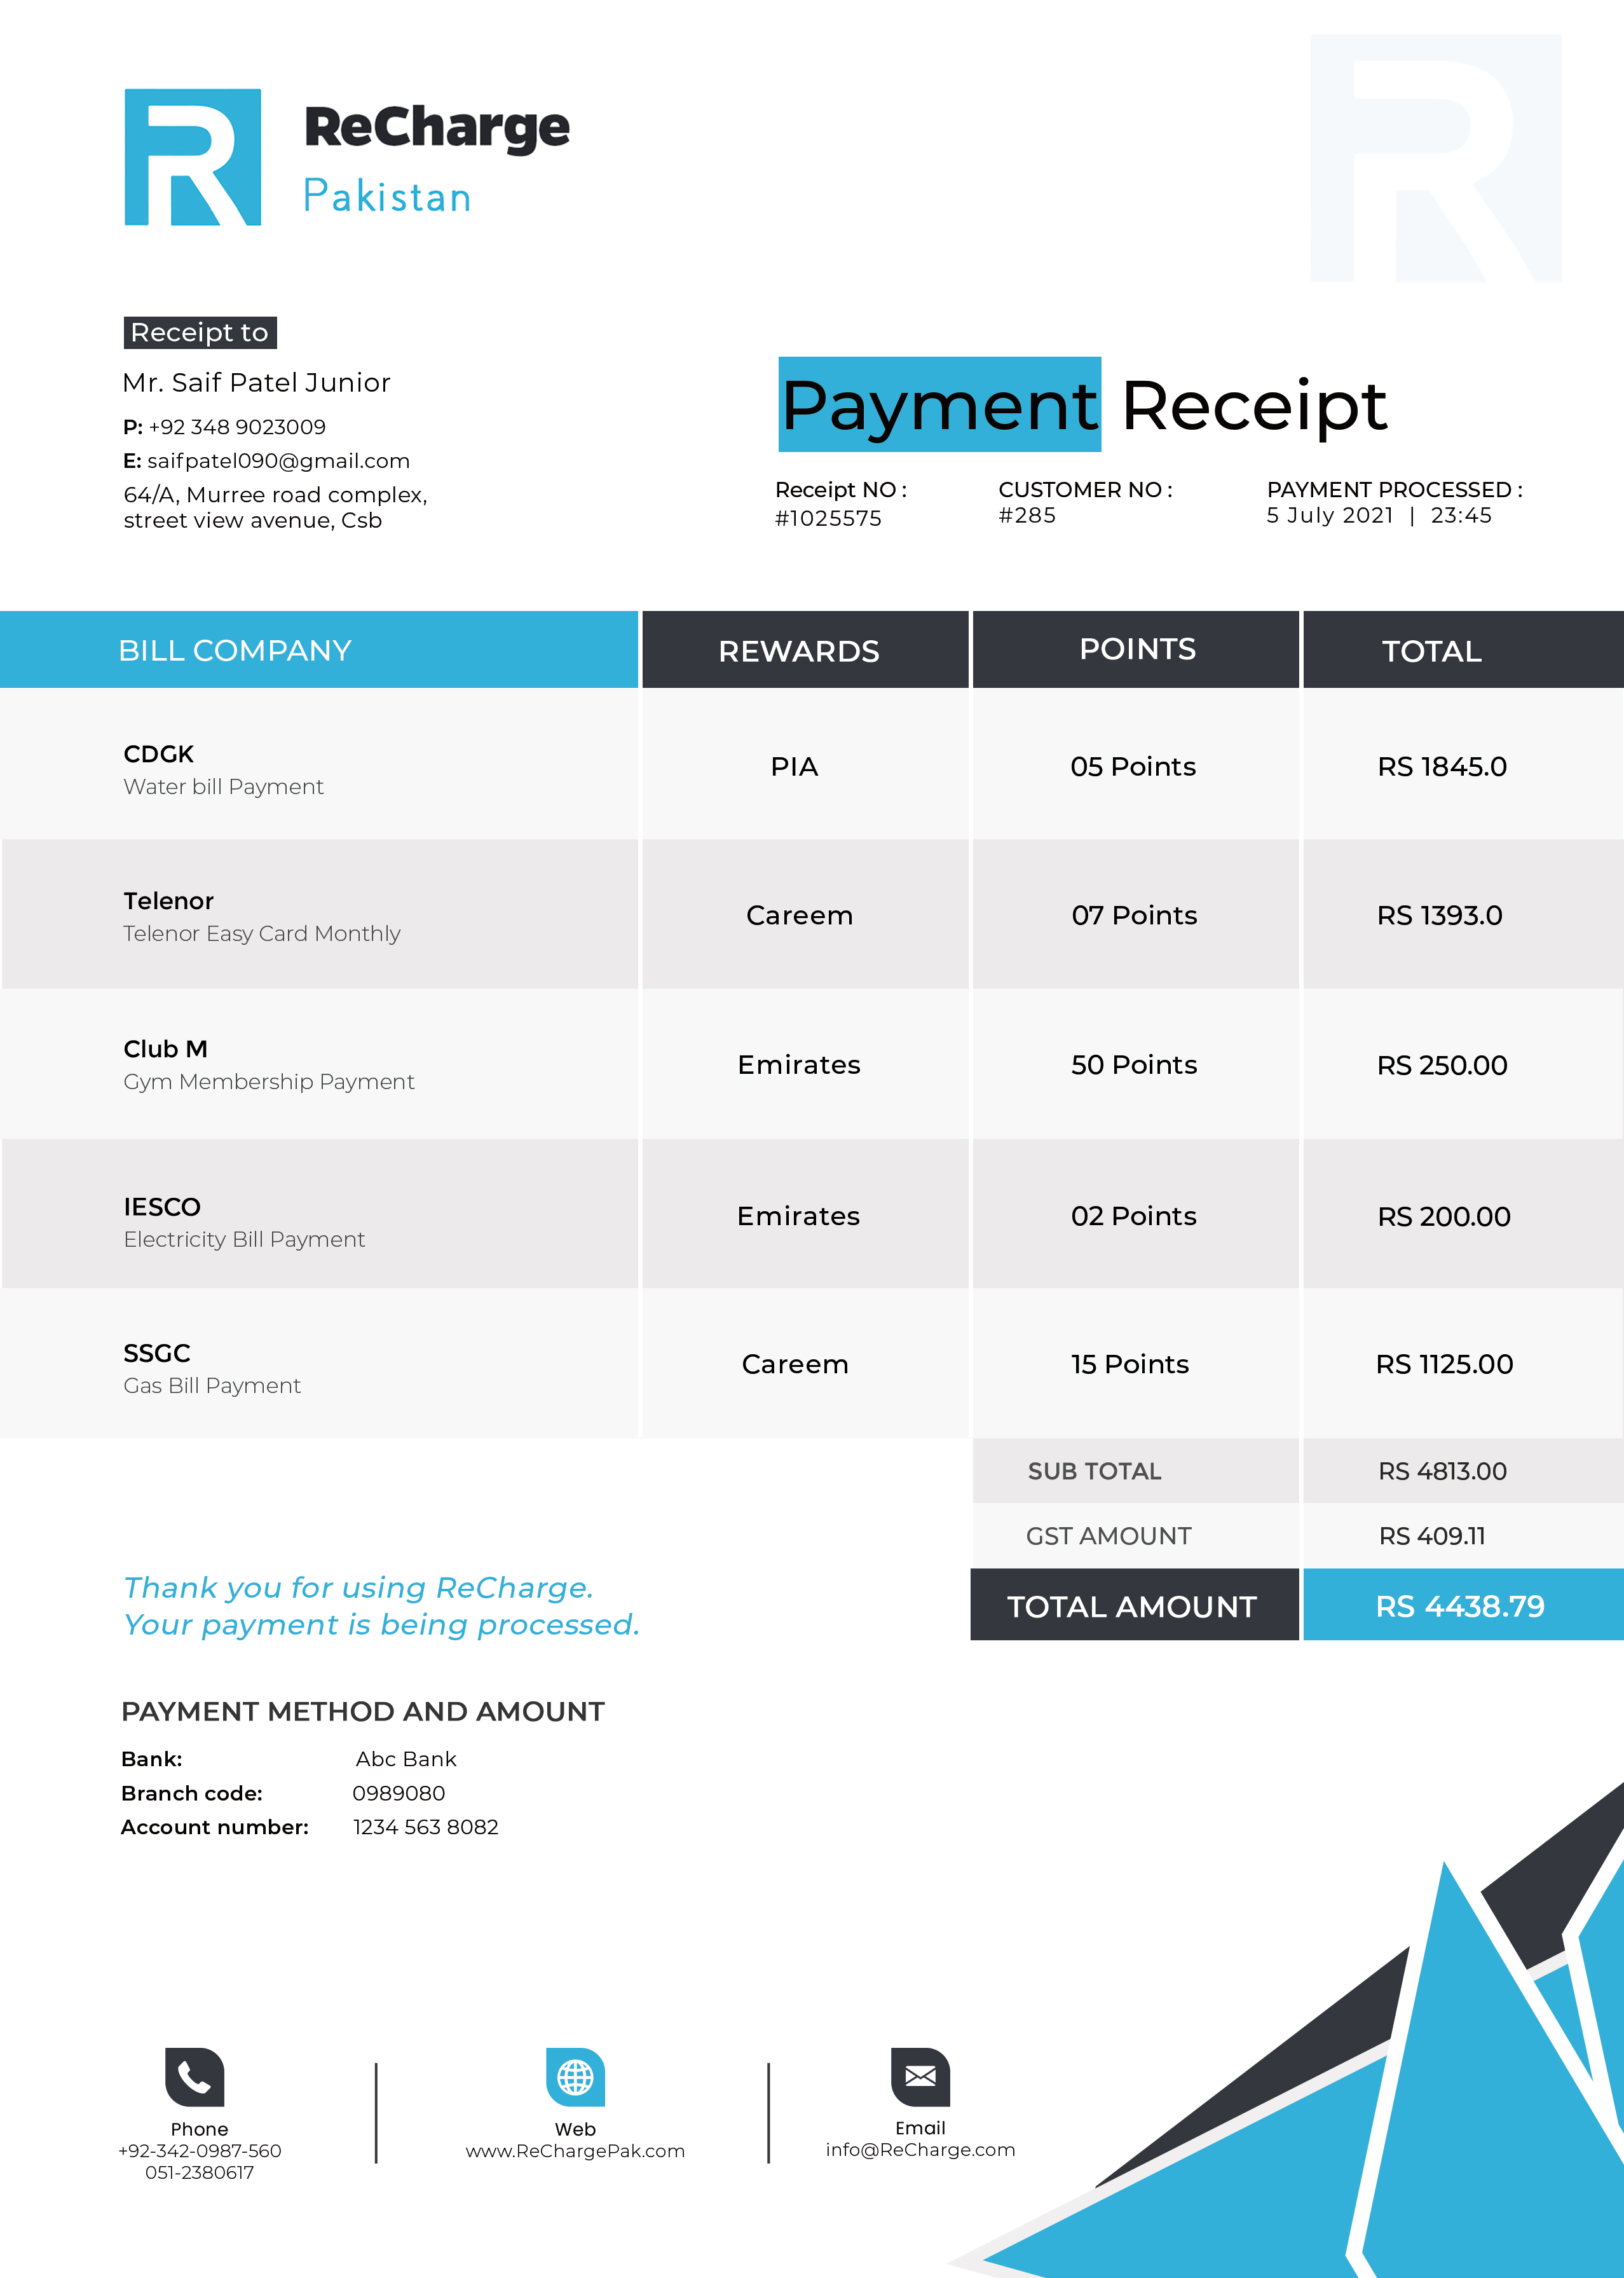 ReCharge
Pakistan
Receipt to
Mr. Saif Patel Junior
P: +92 348 9023009
E: saifpatel090@gmail.com
64/A, Murree road complex,
street view avenue, Csb
Payment Receipt
Receipt NO : CUSTOMER NO : PAYMENT PROCESSED :
#1025575 #285 5 July 2021 | 23:45
BILL COMPANY REWARDS POINTS TOTAL
CDGK
Water bill Payment
PIA 05 Points RS 1845.0
Telenor
Telenor Easy Card Monthly
Careem 07 Points RS 1393.0
Club M
Gym Membership Payment
Emirates 50 Points RS 250.00
IESCO
Electricity Bill Payment
Emirates 02 Points RS 200.00
SSGC
Gas Bill Payment
Careem 15 Points RS 1125.00
SUB TOTAL RS 4813.00
GST AMOUNT RS 409.11
TOTAL AMOUNT RS 4438.79
Thank you for using ReCharge.
Your payment is being processed.
PAYMENT METHOD AND AMOUNT
Bank: Abc Bank
Branch code: 0989080
Account number: 1234 563 8082
Phone
+92-342-0987-560
051-2380617
Web
www.ReChargePak.com
Email
info@ReCharge.com